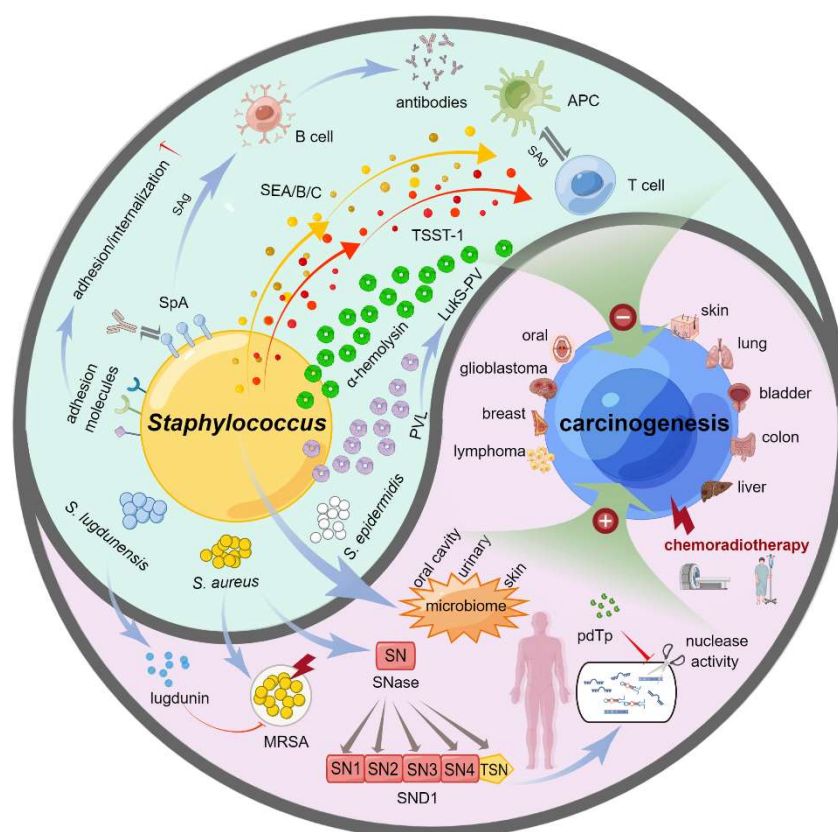 antibodies
APC
B cell
SAg
T cell
adhesion/internalization
SAg
SEA/B/C
TSST-1
SpA
LukS-PV
α-hemolysin
adhesion
molecules
Staphylococcus
PVL
S. lugdunensis
S. aureus
S. epidermidis
skin
oral
lung
glioblastoma
bladder
breast
carcinogenesis
colon
lymphoma
liver
chemoradiotherapy
oral cavity
urinary
skin
microbiome
pdTp
nuclease
activity
SN
SNase
lugdunin
MRSA
SN1 SN2 SN3 SN4 TSN
SND1